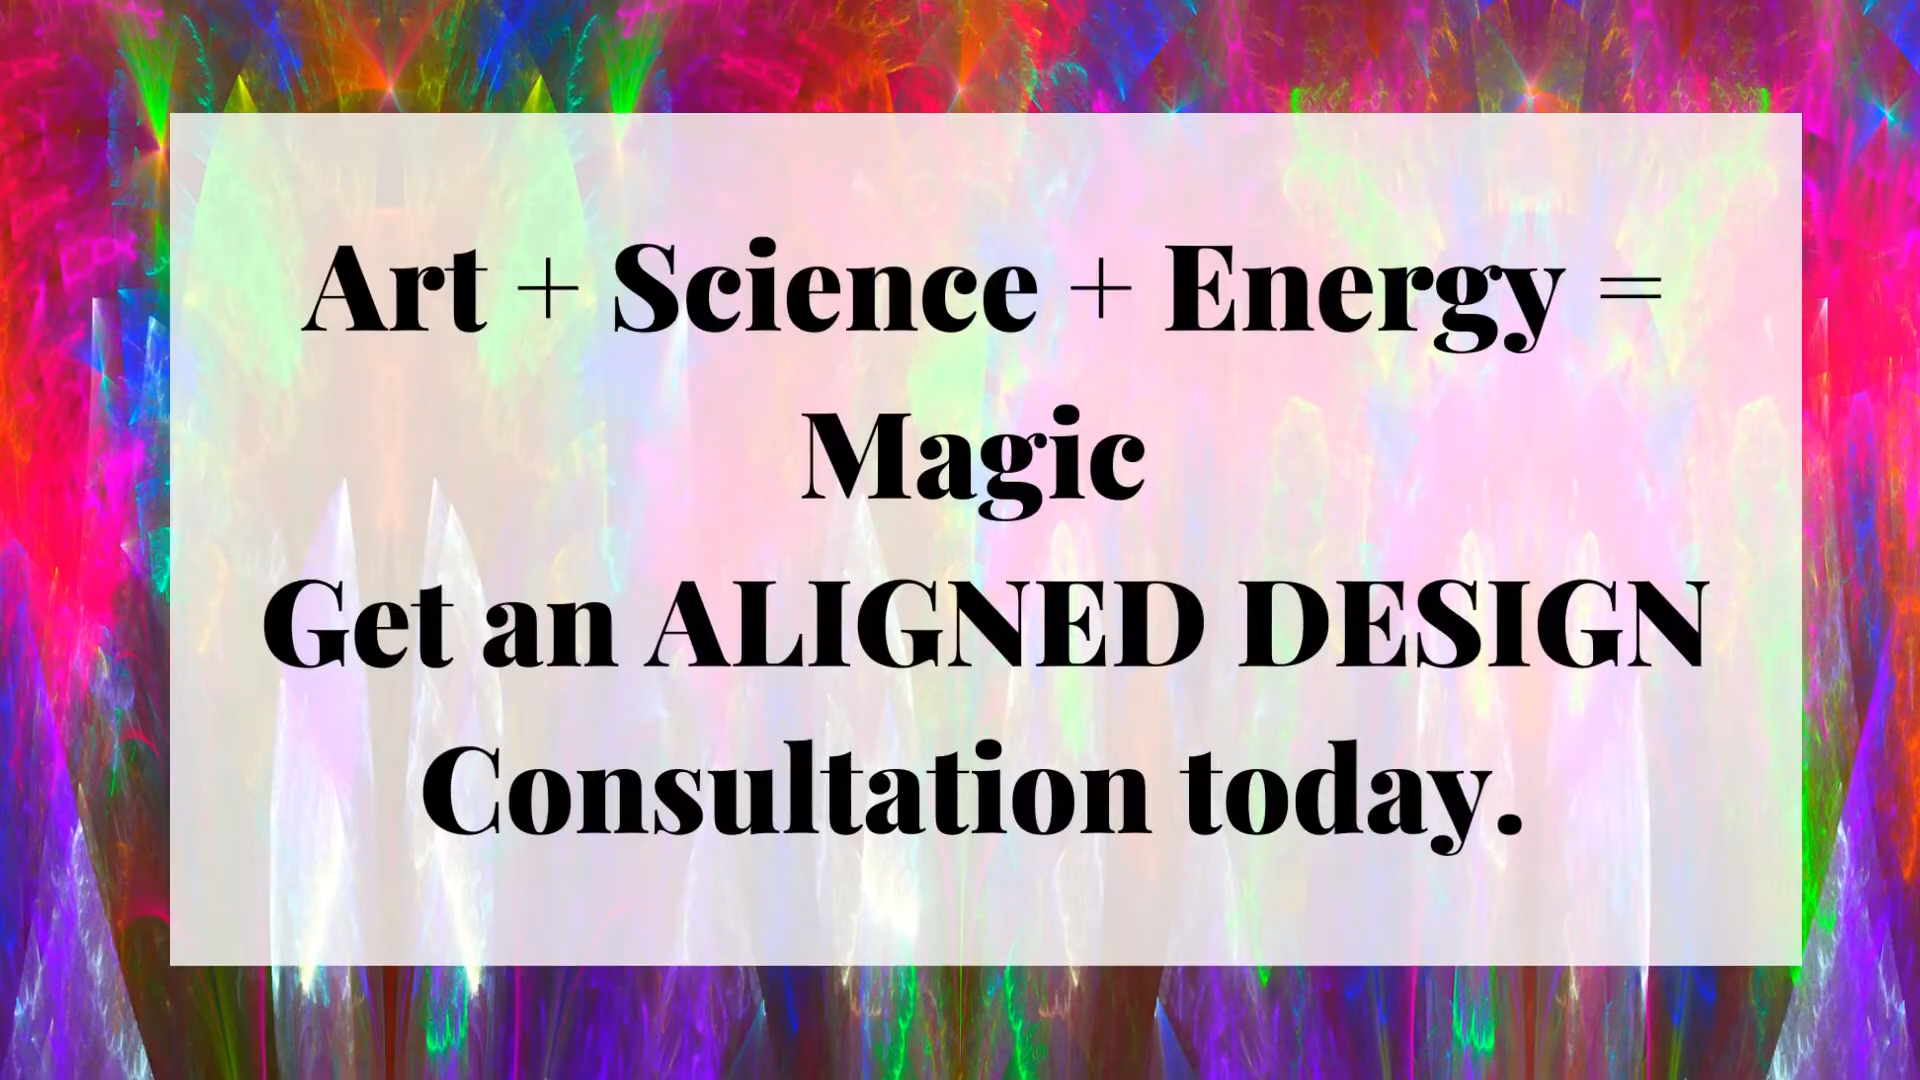 Art + Science + Energy =
Magic
Get an ALIGNED DESIGN
Consultation today.